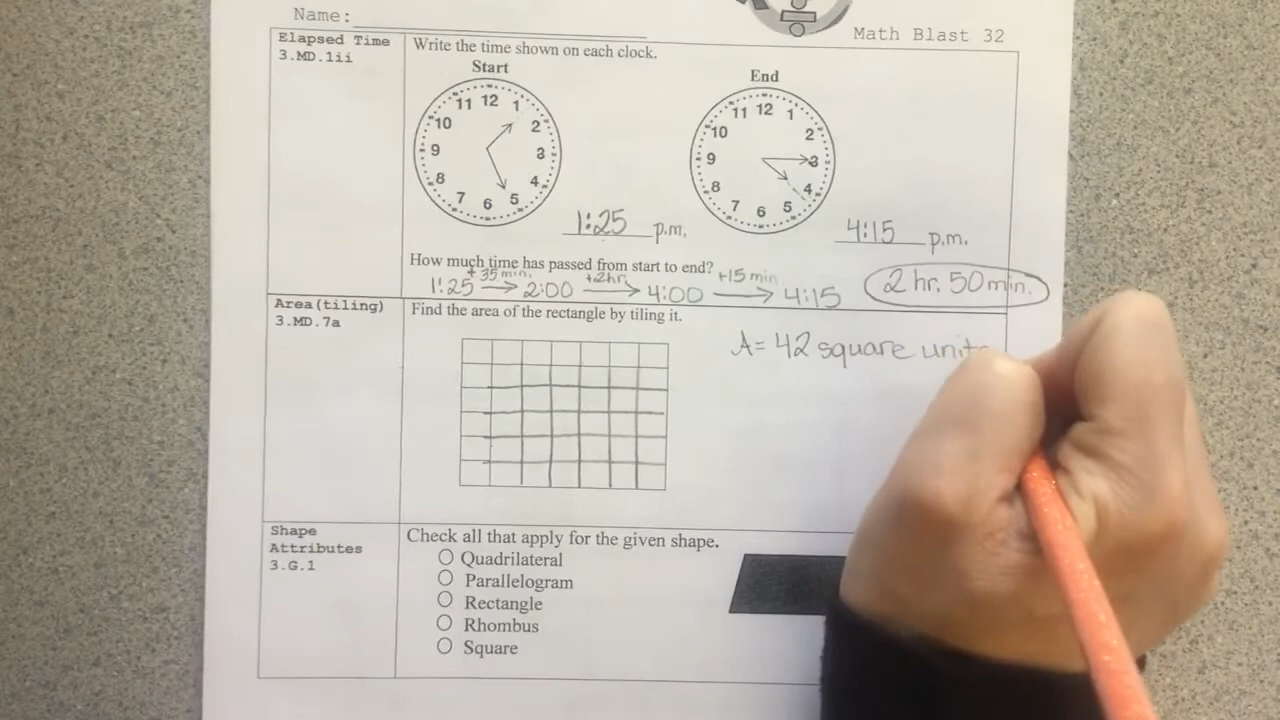 Name:
Math Blast 32
Elapsed Time
3.MD.1ii
Write the time shown on each clock.
Start
End
11 12 1
10 2
9 3
8 4
7 6 5
11 12 1
10 2
9 3
8 4
7 6 5
1:25 p.m.
4:15 p.m.
How much time has passed from start to end?
+35 min. +2hr. +15 min
1:25 → 2:00 → 4:00 → 4:15
2 hr. 50 min.
Area(tiling)
3.MD.7a
Find the area of the rectangle by tiling it.
A= 42 square units
Shape
Attributes
3.G.1
Check all that apply for the given shape.
Quadrilateral
Parallelogram
Rectangle
Rhombus
Square